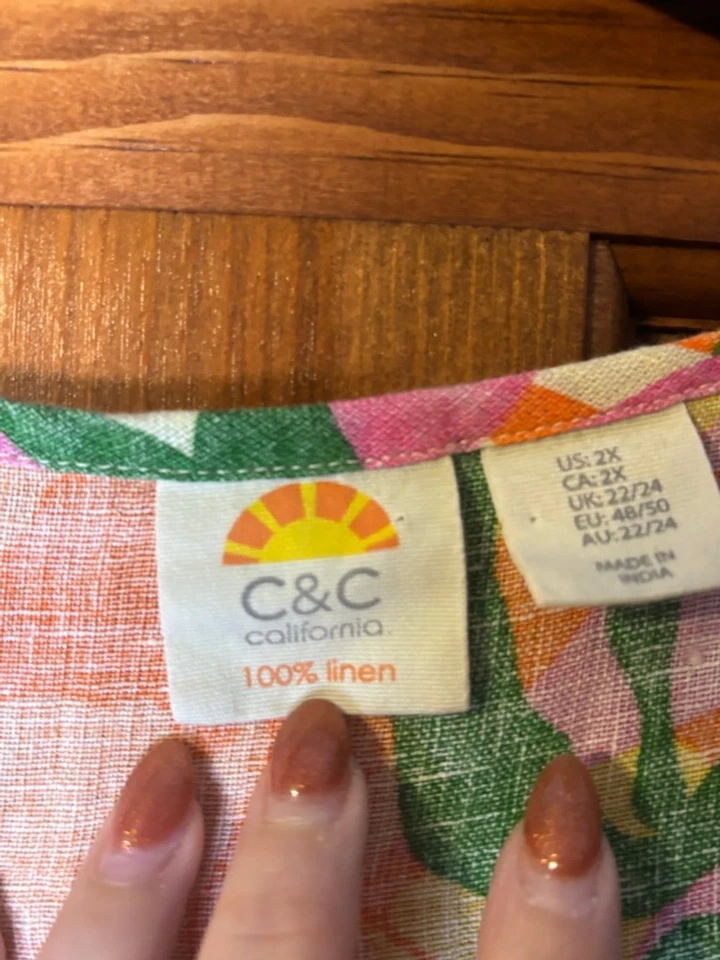 C&C
california
100% linen
US: 2X
CA: 2X
UK: 22/24
EU: 48/50
AU: 22/24
MADE IN
INDIA